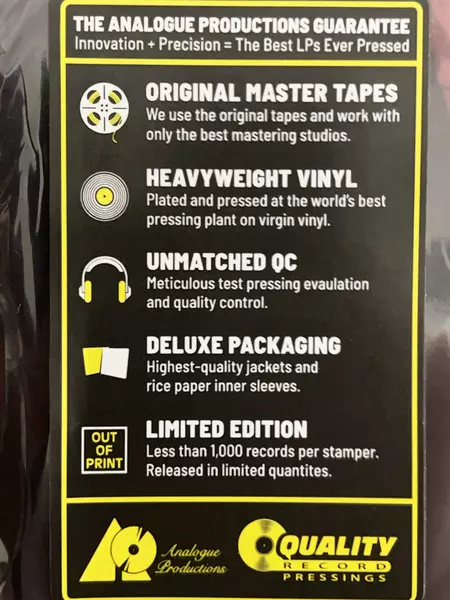 THE ANALOGUE PRODUCTIONS GUARANTEE
Innovation + Precision = The Best LPs Ever Pressed
ORIGINAL MASTER TAPES
We use the original tapes and work with
only the best mastering studios.
HEAVYWEIGHT VINYL
Plated and pressed at the world's best
pressing plant on virgin vinyl.
UNMATCHED QC
Meticulous test pressing evaulation
and quality control.
DELUXE PACKAGING
Highest-quality jackets and
rice paper inner sleeves.
OUT
OF
PRINT
LIMITED EDITION
Less than 1,000 records per stamper.
Released in limited quantites.
AP
Analogue
Productions
QUALITY
RECORD
PRESSINGS